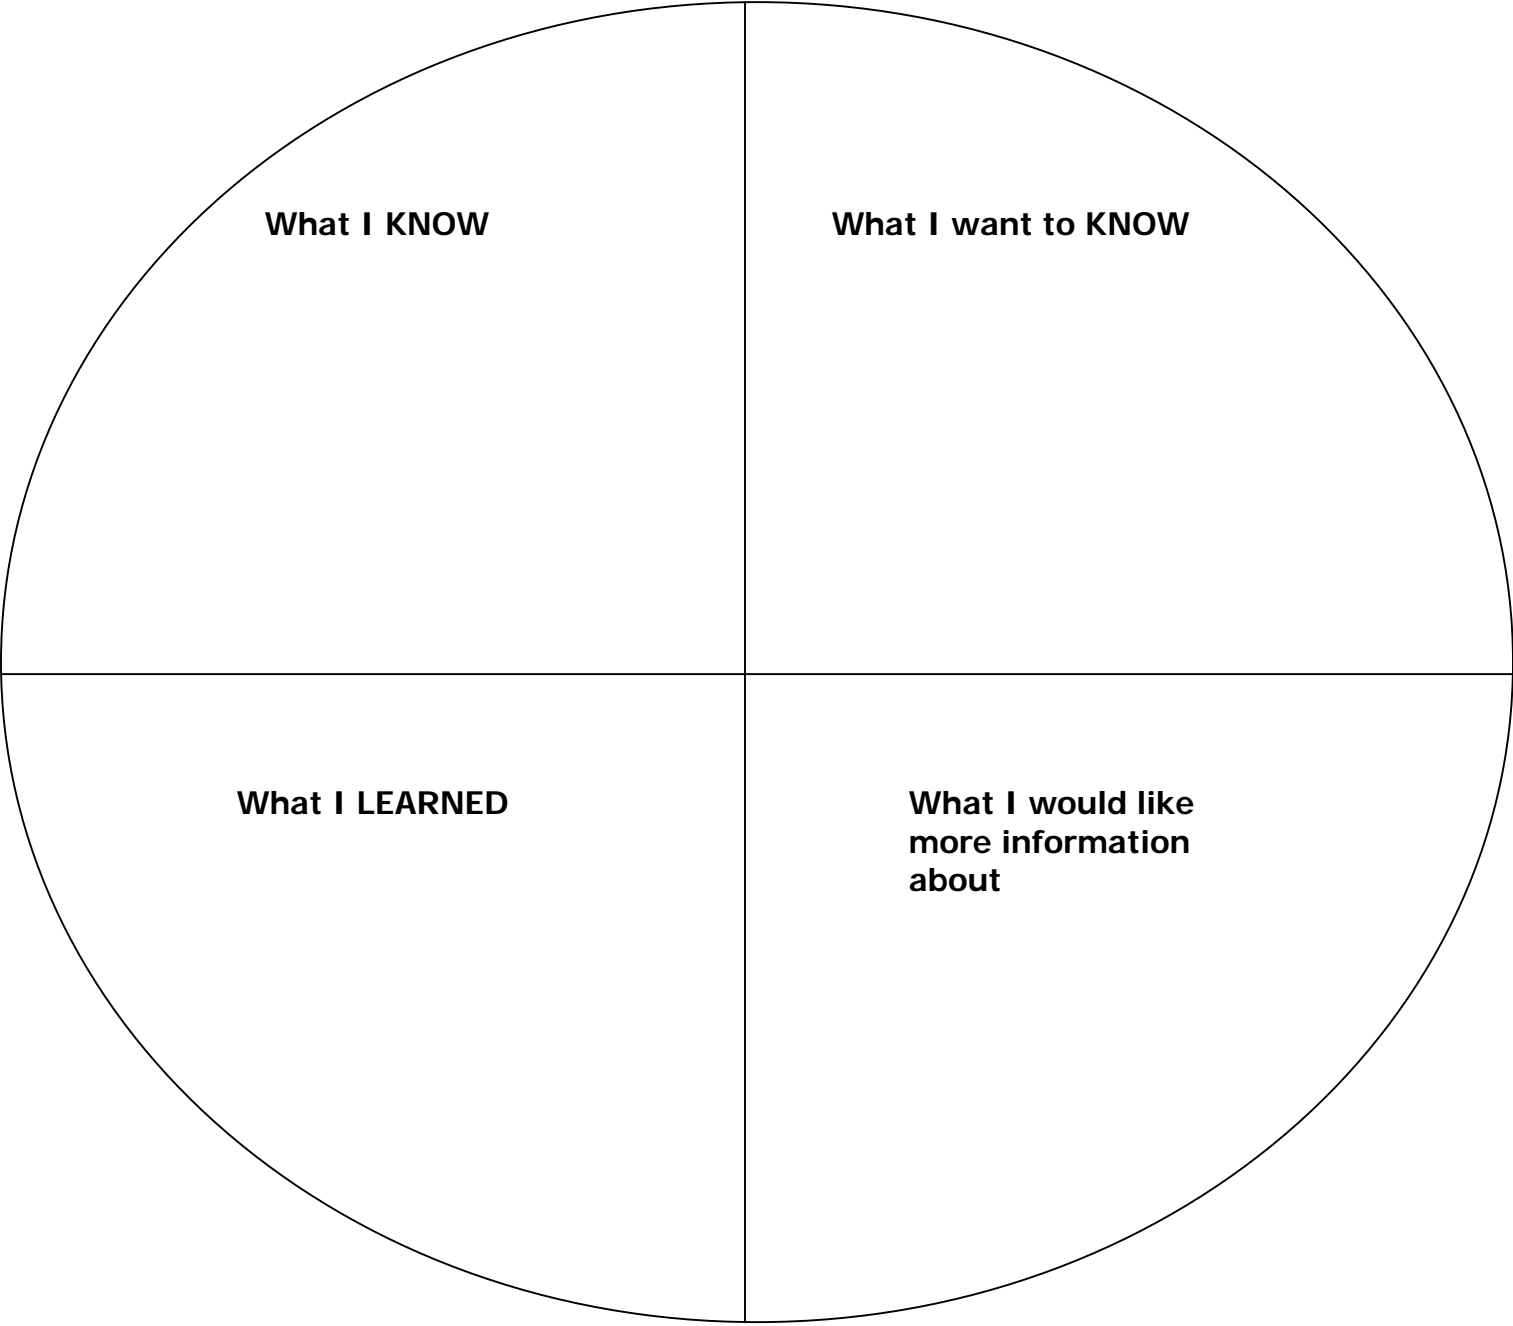 What I KNOW
What I want to KNOW
What I LEARNED
What I would like
more information
about